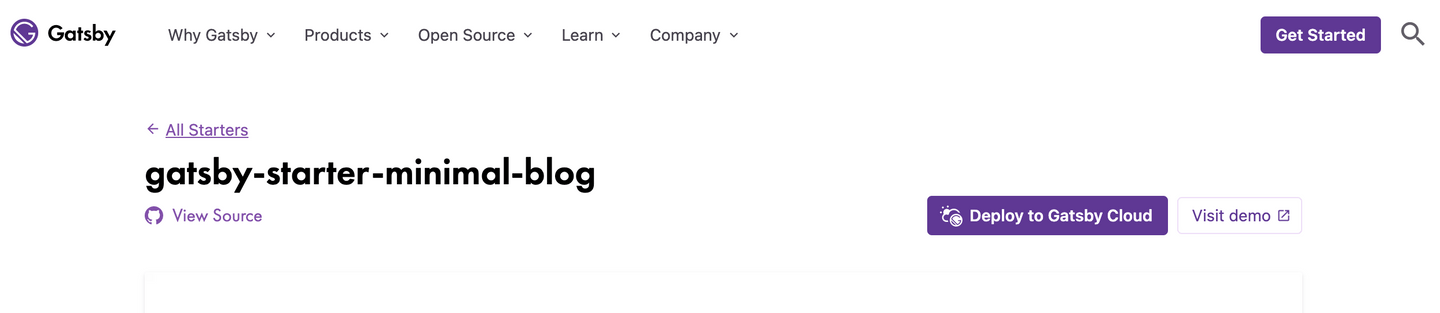 Gatsby Why Gatsby Products Open Source Learn Company Get Started
All Starters
gatsby-starter-minimal-blog
View Source Deploy to Gatsby Cloud Visit demo